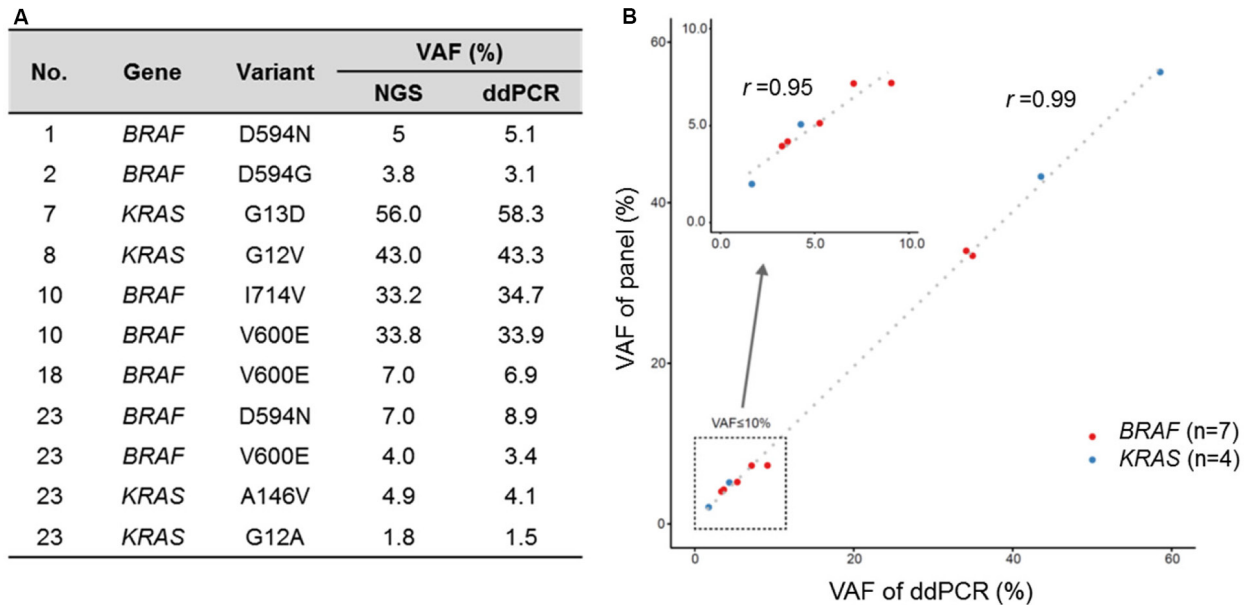 A
No. Gene Variant VAF (%)
NGS ddPCR
1 BRAF D594N 5 5.1
2 BRAF D594G 3.8 3.1
7 KRAS G13D 56.0 58.3
8 KRAS G12V 43.0 43.3
10 BRAF I714V 33.2 34.7
10 BRAF V600E 33.8 33.9
18 BRAF V600E 7.0 6.9
23 BRAF D594N 7.0 8.9
23 BRAF V600E 4.0 3.4
23 KRAS A146V 4.9 4.1
23 KRAS G12A 1.8 1.5
B
10.0
5.0
0.0
0.0 5.0 10.0
r =0.95
r =0.99
VAF of panel (%)
60
40
20
0
VAF≤10%
BRAF (n=7)
KRAS (n=4)
0 20 40 60
VAF of ddPCR (%)